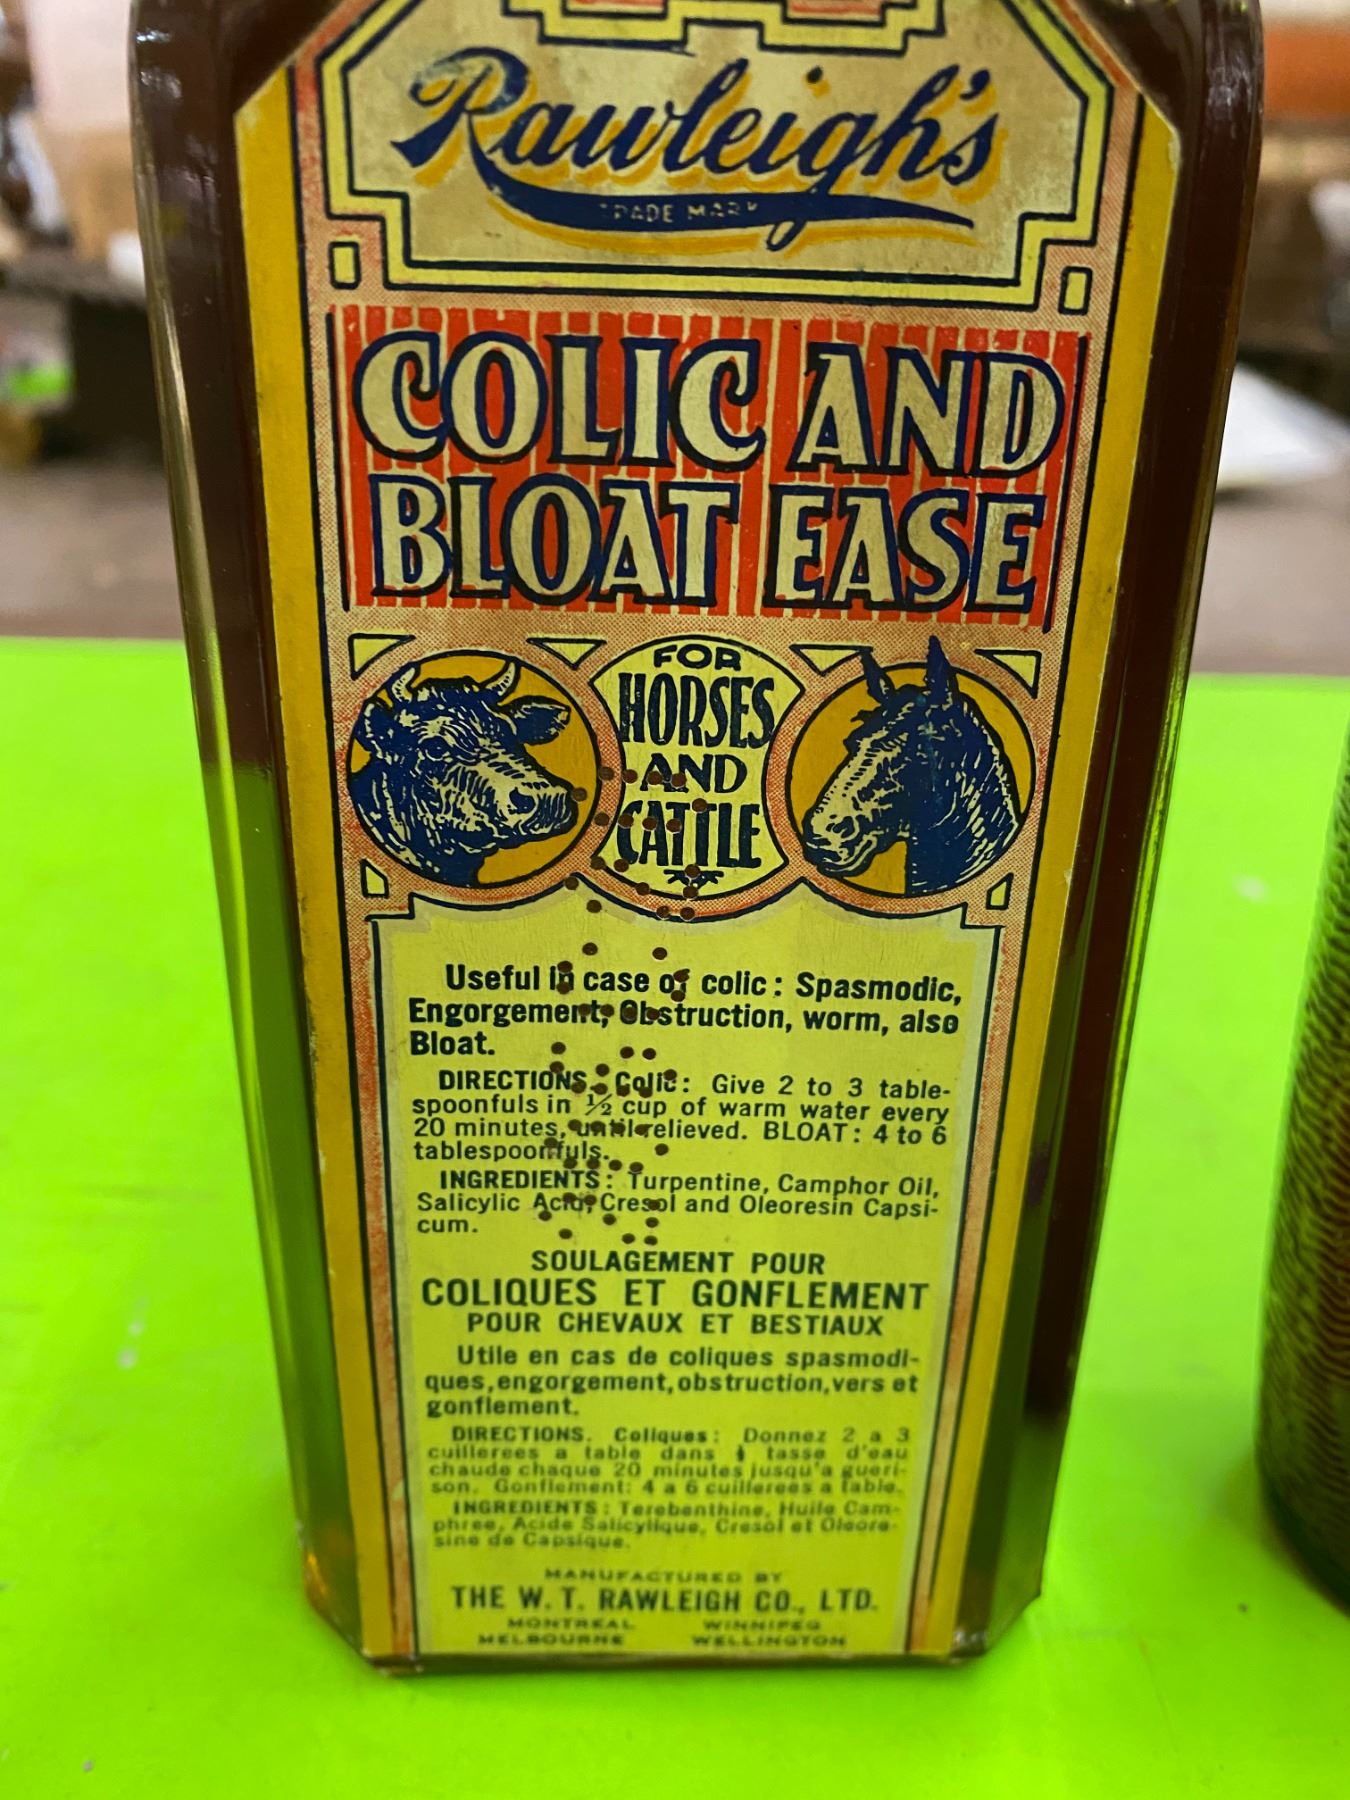 Rawleigh's
TRADE MARK
COLIC AND
BLOAT EASE
FOR
HORSES
AND
CATTLE
Useful in case of colic: Spasmodic,
Engorgement, Obstruction, worm, also
Bloat.
DIRECTIONS. Colic: Give 2 to 3 table-
spoonfuls in ½ cup of warm water every
20 minutes, until relieved. BLOAT: 4 to 6
tablespoonfuls.
INGREDIENTS: Turpentine, Camphor Oil,
Salicylic Acid, Cresol and Oleoresin Capsi-
cum.
SOULAGEMENT POUR
COLIQUES ET GONFLEMENT
POUR CHEVAUX ET BESTIAUX
Utile en cas de coliques spasmodi-
ques, engorgement, obstruction, vers et
gonflement.
DIRECTIONS. Coliques: Donnez 2 a 3
cuillerees a table dans ½ tasse d'eau
chaude chaque 20 minutes jusqu'a gueri-
son. Gonflement: 4 a 6 cuillerees a table.
INGREDIENTS: Terebenthine, Huile Cam-
phree, Acide Salicylique, Cresol et Oleore-
sine de Capsique.
MANUFACTURED BY
THE W. T. RAWLEIGH CO., LTD.
MONTREAL WINNIPEG
MELBOURNE WELLINGTON